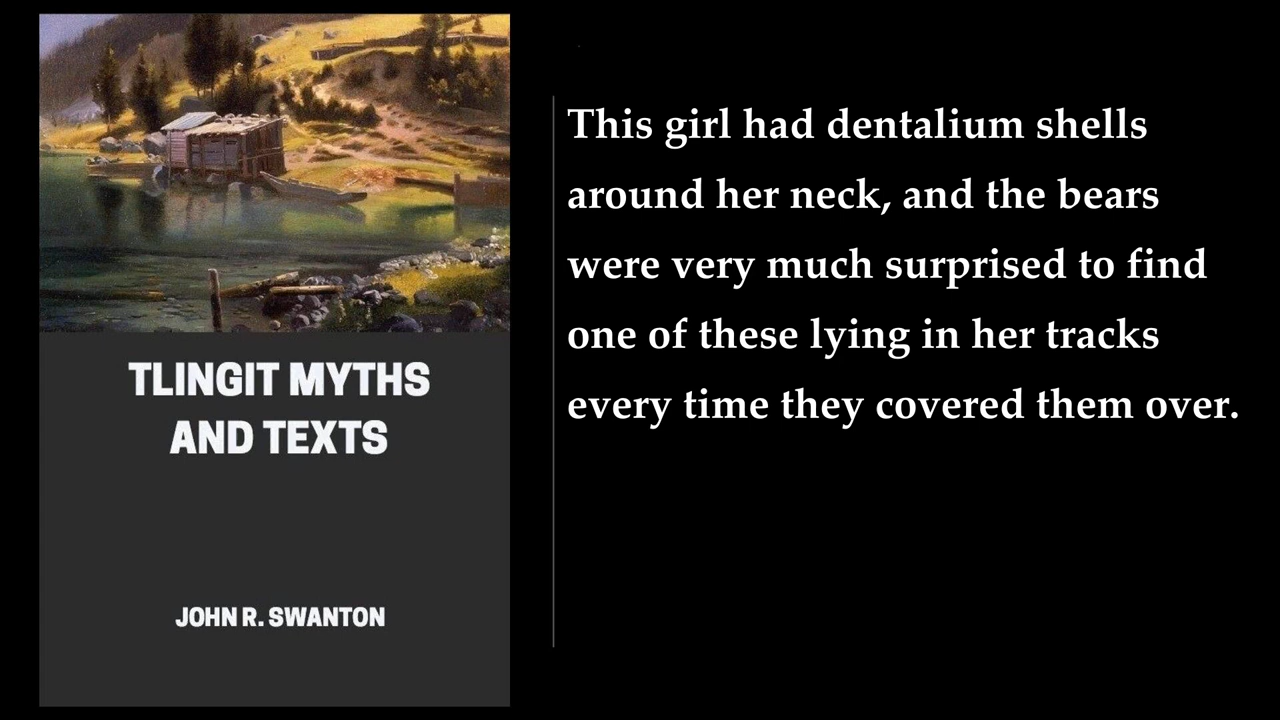 TLINGIT MYTHS
AND TEXTS
JOHN R. SWANTON
This girl had dentalium shells
around her neck, and the bears
were very much surprised to find
one of these lying in her tracks
every time they covered them over.